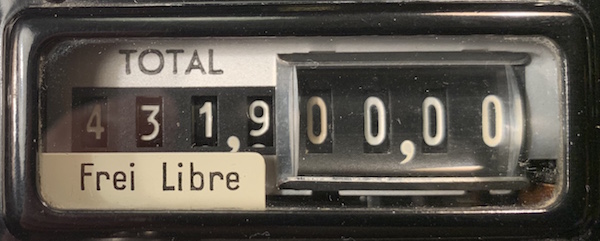 TOTAL
431,900,00
Frei Libre